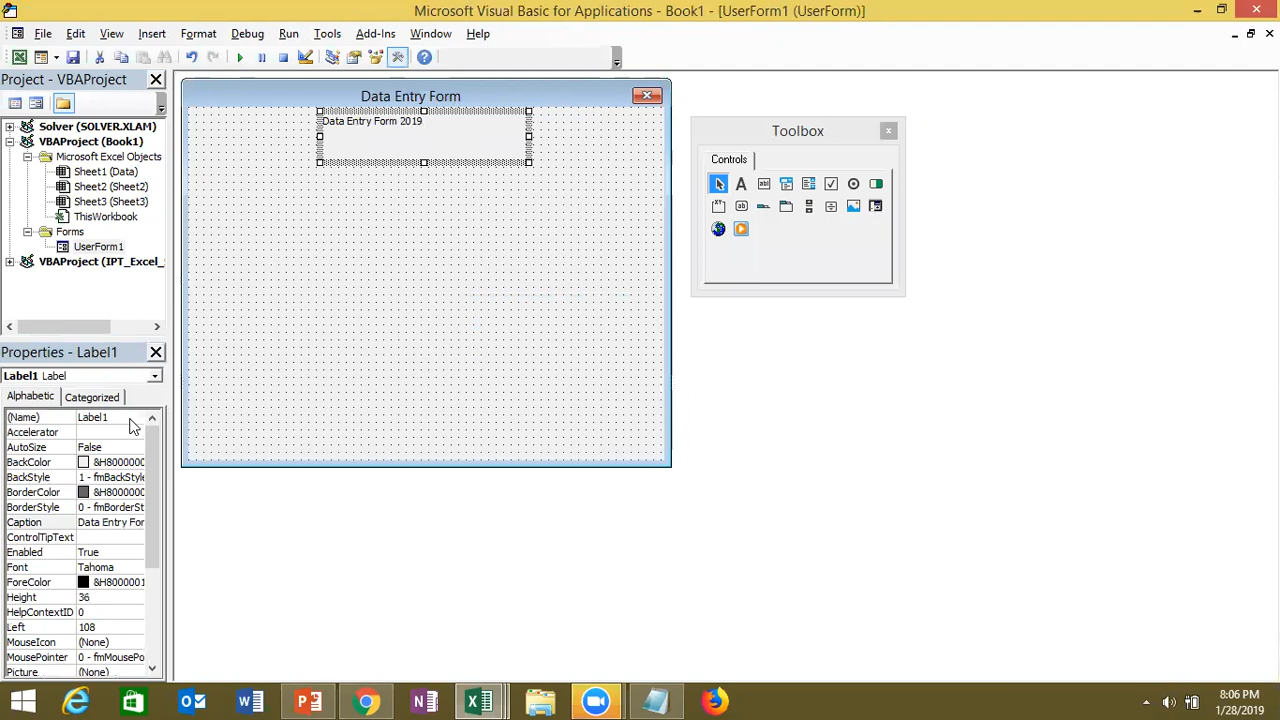 Microsoft Visual Basic for Applications - Book1 - [UserForm1 (UserForm)]
File Edit View Insert Format Debug Run Tools Add-Ins Window Help
Project - VBAProject
Solver (SOLVER.XLAM)
VBAProject (Book1)
Microsoft Excel Objects
Sheet1 (Data)
Sheet2 (Sheet2)
Sheet3 (Sheet3)
ThisWorkbook
Forms
UserForm1
VBAProject (IPT_Excel_
Data Entry Form
Data Entry Form 2019
Toolbox
Controls
Properties - Label1
Label1 Label
Alphabetic Categorized
(Name) Label1
Accelerator
AutoSize False
BackColor &H8000000
BackStyle 1 - fmBackStyle
BorderColor &H8000000
BorderStyle 0 - fmBorderSt
Caption Data Entry For
ControlTipText
Enabled True
Font Tahoma
ForeColor &H8000001
Height 36
HelpContextID 0
Left 108
MouseIcon (None)
MousePointer 0 - fmMousePo
Picture (None)
8:06 PM
1/28/2019